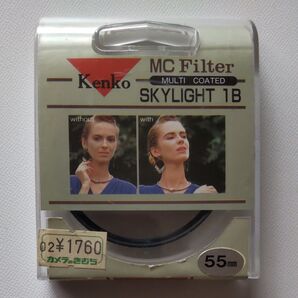 Kenko
MC Filter
MULTI COATED
SKYLIGHT 1B
without
with
02 ¥1760
カメラのきむら
55mm